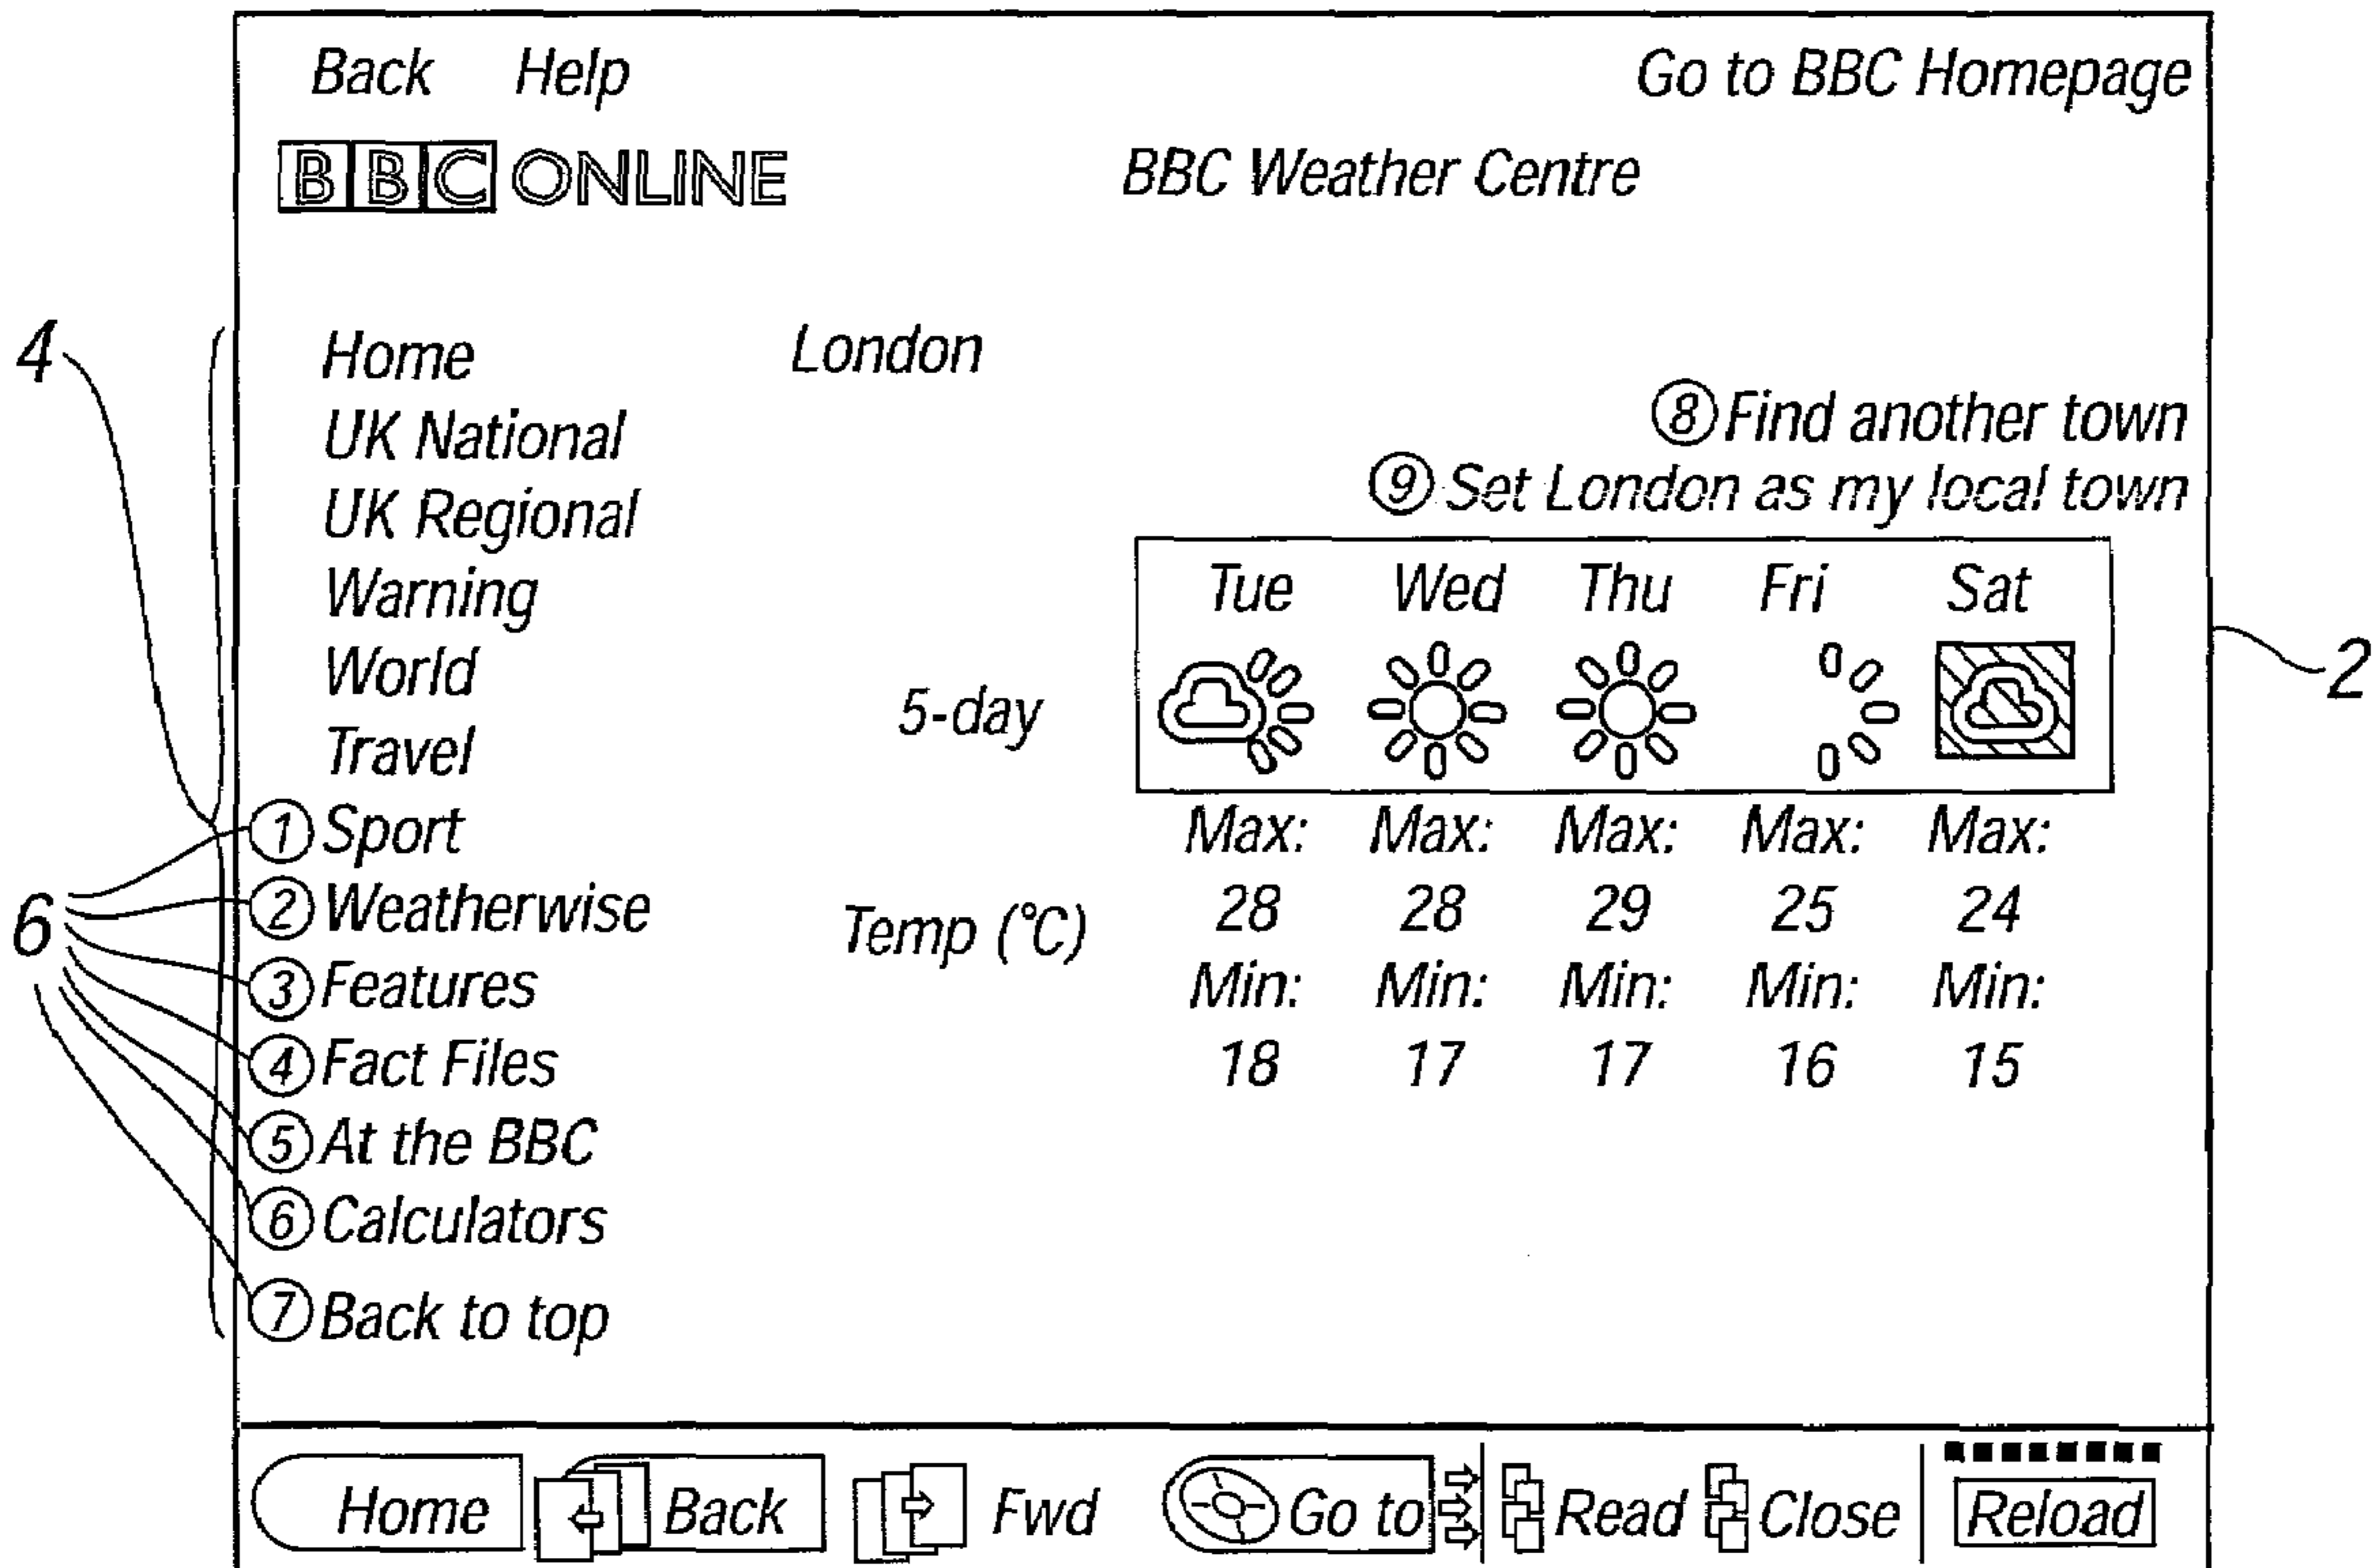 Back Help Go to BBC Homepage
BBC ONLINE BBC Weather Centre
4 Home London
⑧ Find another town
UK National
⑨ Set London as my local town
UK Regional
Tue Wed Thu Fri Sat
Warning
World
2
5-day
Travel
① Sport Max: Max: Max: Max: Max:
6 ② Weatherwise Temp (°C) 28 28 29 25 24
③ Features Min: Min: Min: Min: Min:
④ Fact Files 18 17 17 16 15
⑤ At the BBC
⑥ Calculators
⑦ Back to top
Home Back Fwd Go to Read Close Reload